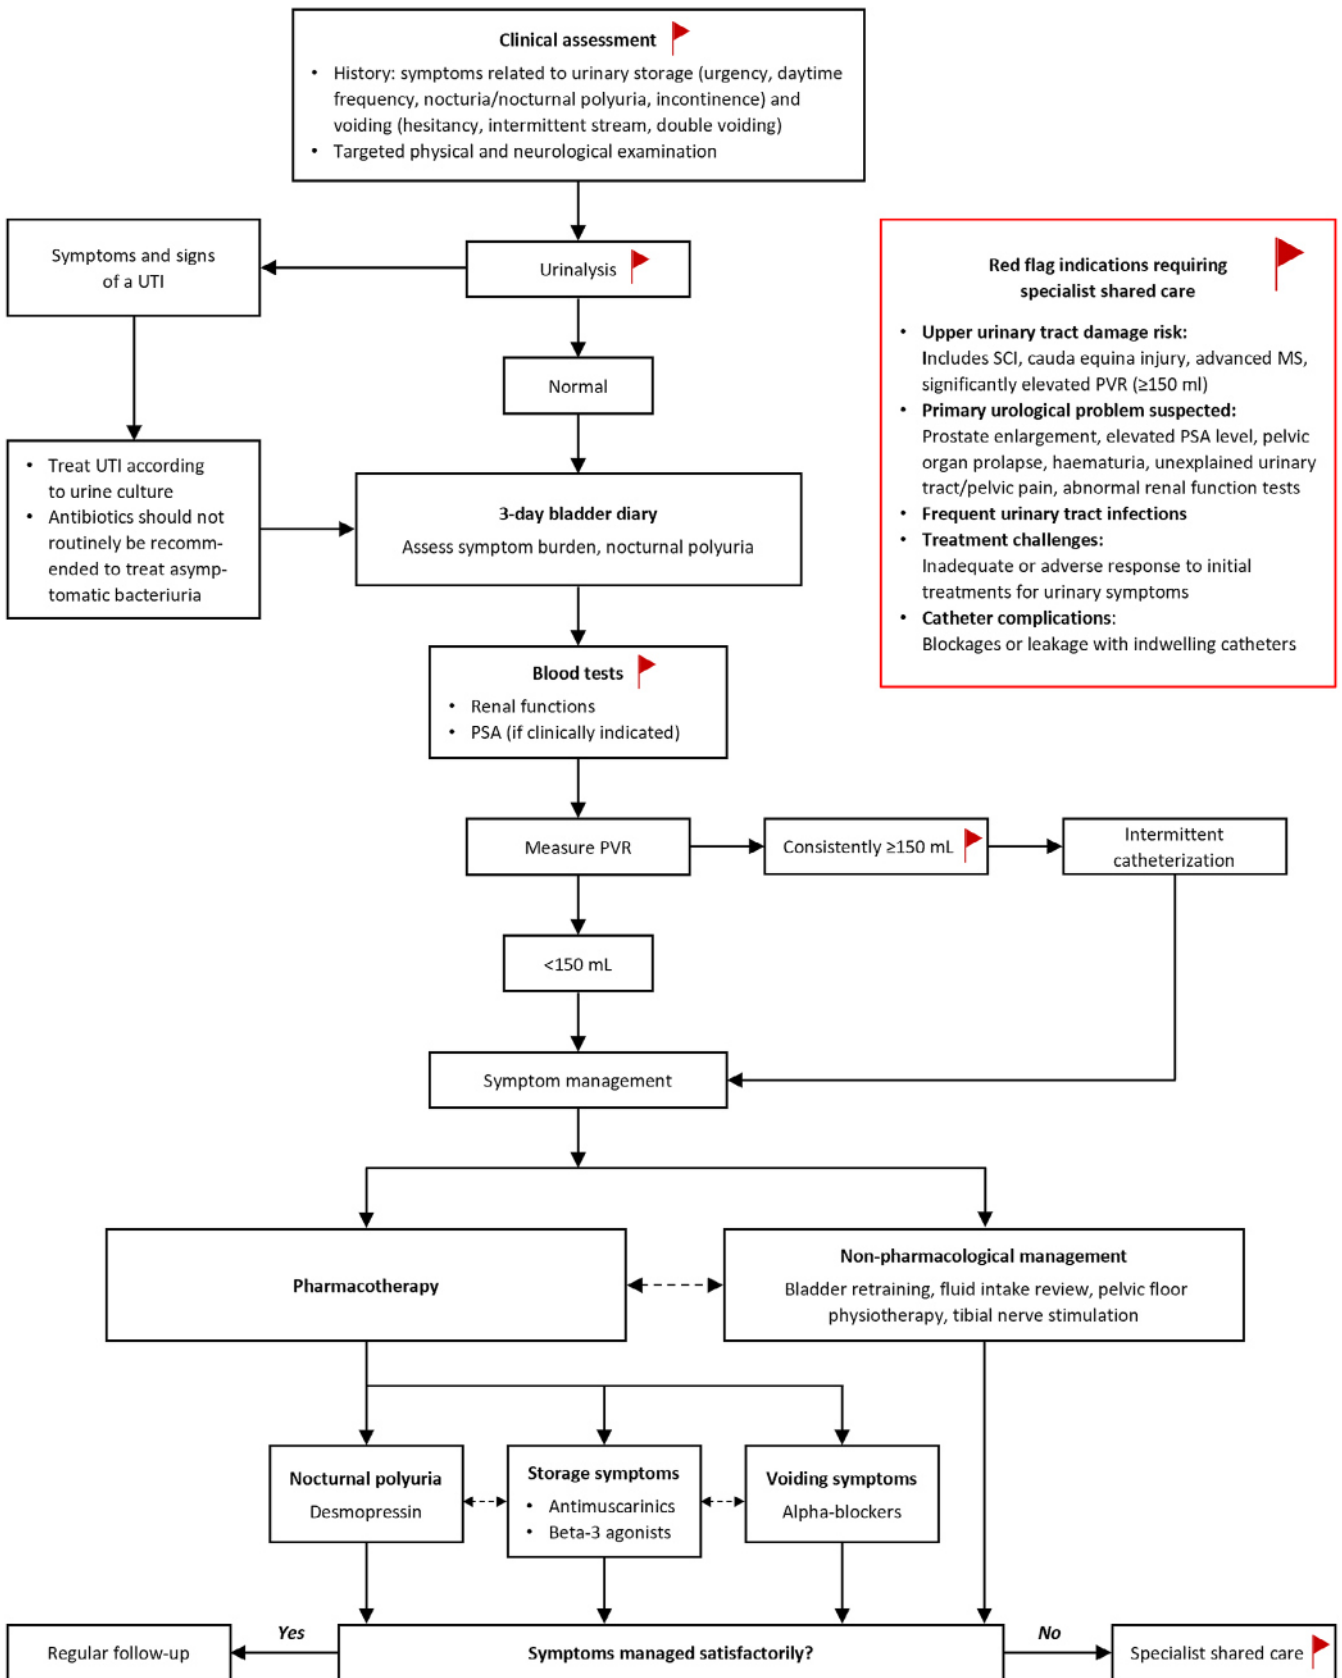 Clinical assessment
• History: symptoms related to urinary storage (urgency, daytime
frequency, nocturia/nocturnal polyuria, incontinence) and
voiding (hesitancy, intermittent stream, double voiding)
• Targeted physical and neurological examination
Symptoms and signs
of a UTI
Urinalysis
Normal
• Treat UTI according
to urine culture
• Antibiotics should not
routinely be recomm-
ended to treat asymp-
tomatic bacteriuria
3-day bladder diary
Assess symptom burden, nocturnal polyuria
Red flag indications requiring
specialist shared care
• Upper urinary tract damage risk:
Includes SCI, cauda equina injury, advanced MS,
significantly elevated PVR (≥150 ml)
• Primary urological problem suspected:
Prostate enlargement, elevated PSA level, pelvic
organ prolapse, haematuria, unexplained urinary
tract/pelvic pain, abnormal renal function tests
• Frequent urinary tract infections
• Treatment challenges:
Inadequate or adverse response to initial
treatments for urinary symptoms
• Catheter complications:
Blockages or leakage with indwelling catheters
Blood tests
• Renal functions
• PSA (if clinically indicated)
Measure PVR
Consistently ≥150 mL
Intermittent
catheterization
<150 mL
Symptom management
Pharmacotherapy
Non-pharmacological management
Bladder retraining, fluid intake review, pelvic floor
physiotherapy, tibial nerve stimulation
Nocturnal polyuria
Desmopressin
Storage symptoms
• Antimuscarinics
• Beta-3 agonists
Voiding symptoms
Alpha-blockers
Regular follow-up
Yes
Symptoms managed satisfactorily?
No
Specialist shared care